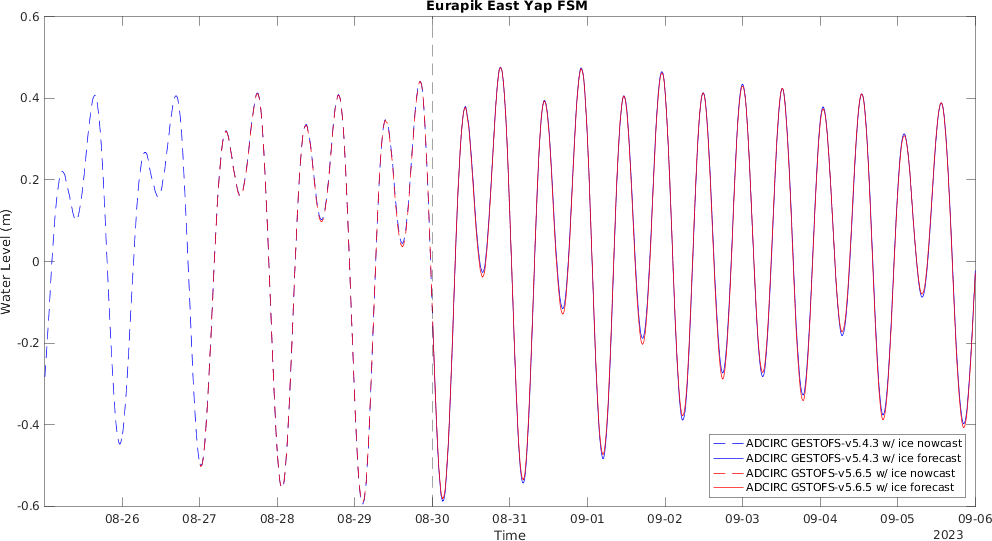 Eurapik East Yap FSM
0.6
0.4
0.2
0
-0.2
-0.4
-0.6
Water Level (m)
ADCIRC GESTOFS-v5.4.3 w/ ice nowcast
ADCIRC GESTOFS-v5.4.3 w/ ice forecast
ADCIRC GSTOFS-v5.6.5 w/ ice nowcast
ADCIRC GSTOFS-v5.6.5 w/ ice forecast
08-26 08-27 08-28 08-29 08-30 08-31 09-01 09-02 09-03 09-04 09-05 09-06
Time
2023